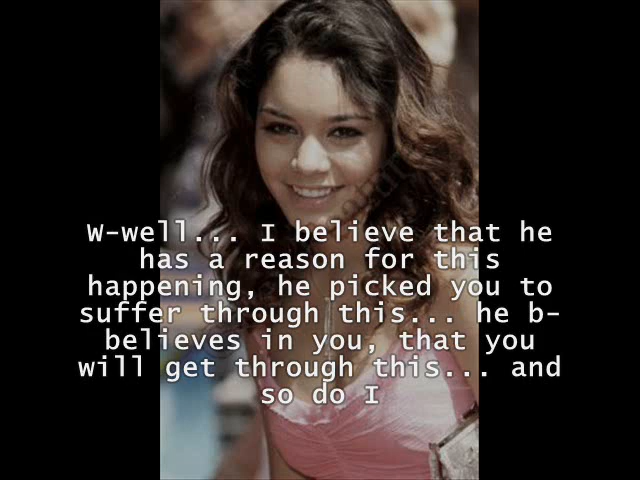 W-well... I believe that he
has a reason for this
happening, he picked you to
suffer through this... he b-
believes in you, that you
will get through this... and
so do I